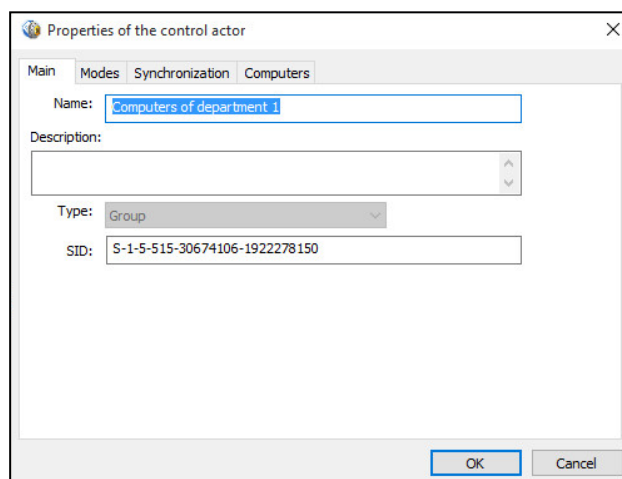 Properties of the control actor
Main Modes Synchronization Computers
Name: Computers of department 1
Description:
Type: Group
SID: S-1-5-515-30674106-1922278150
OK Cancel